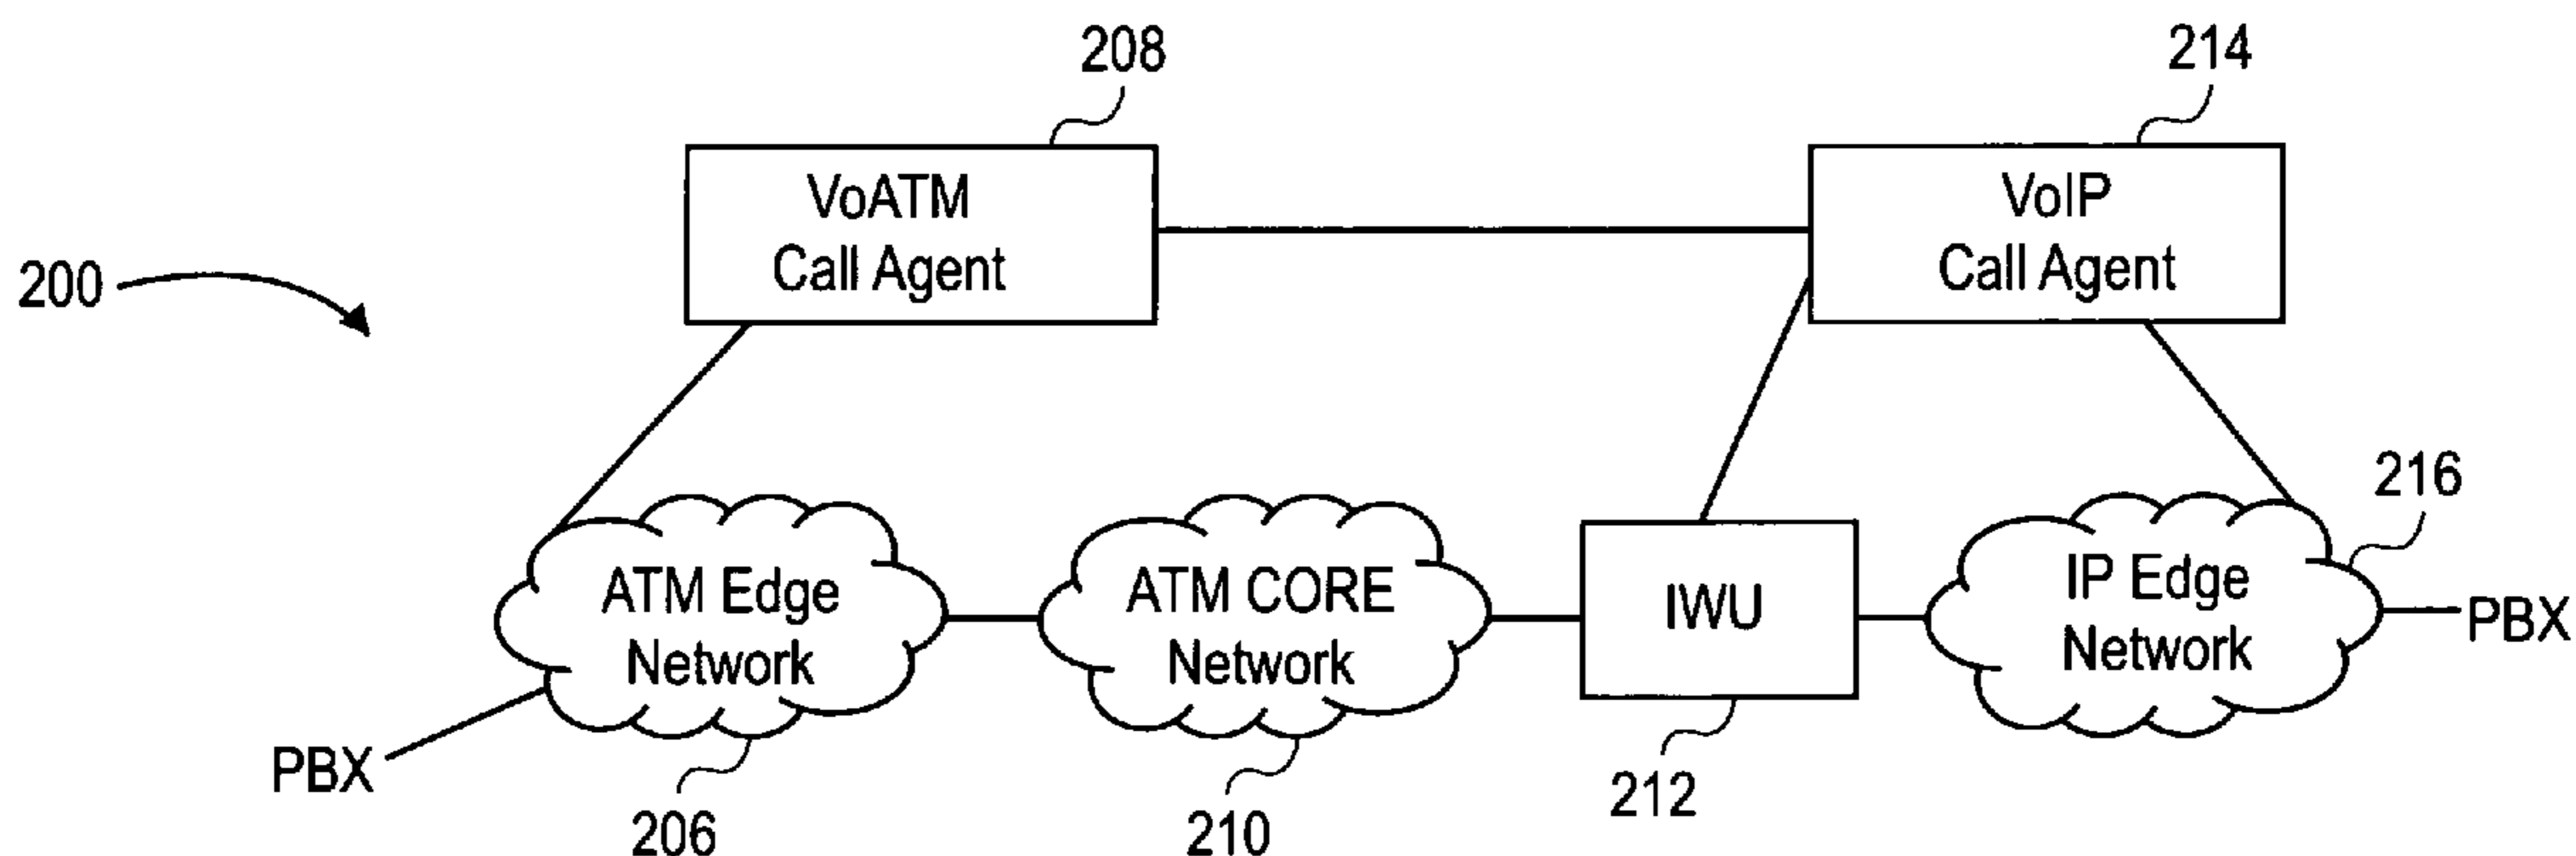 208
214
VoATM
Call Agent
VoIP
Call Agent
200
216
ATM Edge
Network
ATM CORE
Network
IWU
IP Edge
Network
PBX
PBX
206
210
212